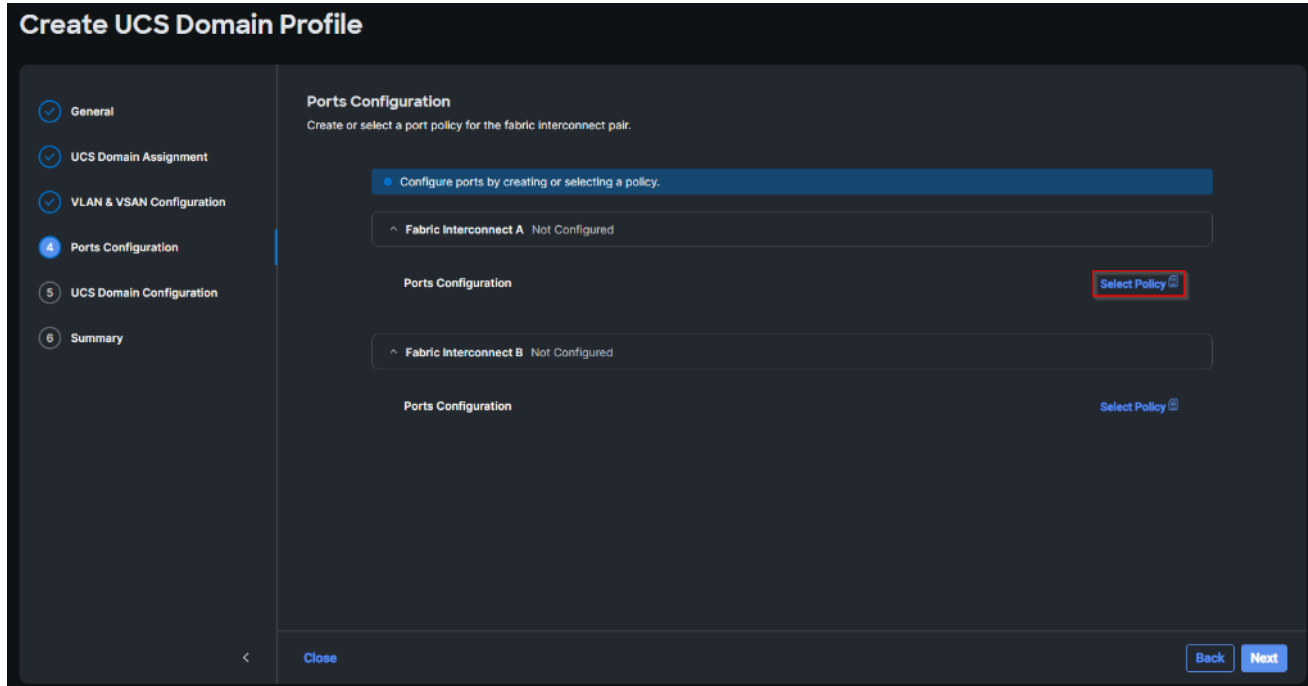 Create UCS Domain Profile
General
UCS Domain Assignment
VLAN & VSAN Configuration
4 Ports Configuration
5 UCS Domain Configuration
6 Summary
Ports Configuration
Create or select a port policy for the fabric interconnect pair.
Configure ports by creating or selecting a policy.
Fabric Interconnect A Not Configured
Ports Configuration Select Policy
Fabric Interconnect B Not Configured
Ports Configuration Select Policy
Close Back Next